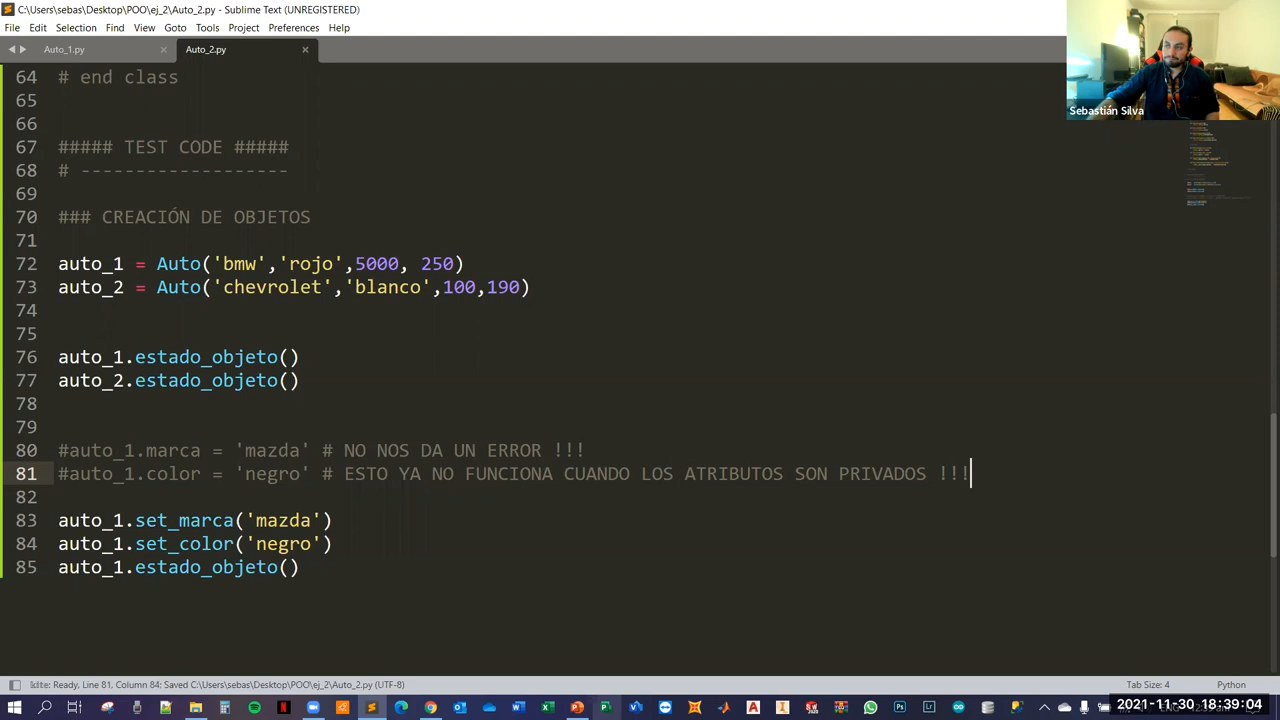 C:\Users\sebas\Desktop\POO\ej_2\Auto_2.py - Sublime Text (UNREGISTERED)
File Edit Selection Find View Goto Tools Project Preferences Help
Auto_1.py × Auto_2.py ×
Sebastián Silva
64 # end class
65
66
67 ##### TEST CODE #####
68 # -------------------
69
70 ### CREACIÓN DE OBJETOS
71
72 auto_1 = Auto('bmw','rojo',5000, 250)
73 auto_2 = Auto('chevrolet','blanco',100,190)
74
75
76 auto_1.estado_objeto()
77 auto_2.estado_objeto()
78
79
80 #auto_1.marca = 'mazda' # NO NOS DA UN ERROR !!!
81 #auto_1.color = 'negro' # ESTO YA NO FUNCIONA CUANDO LOS ATRIBUTOS SON PRIVADOS !!!
82
83 auto_1.set_marca('mazda')
84 auto_1.set_color('negro')
85 auto_1.estado_objeto()
Ready, Line 81, Column 84; Saved C:\Users\sebas\Desktop\POO\ej_2\Auto_2.py (UTF-8) Tab Size: 4 Python
2021-11-30 18:39:04